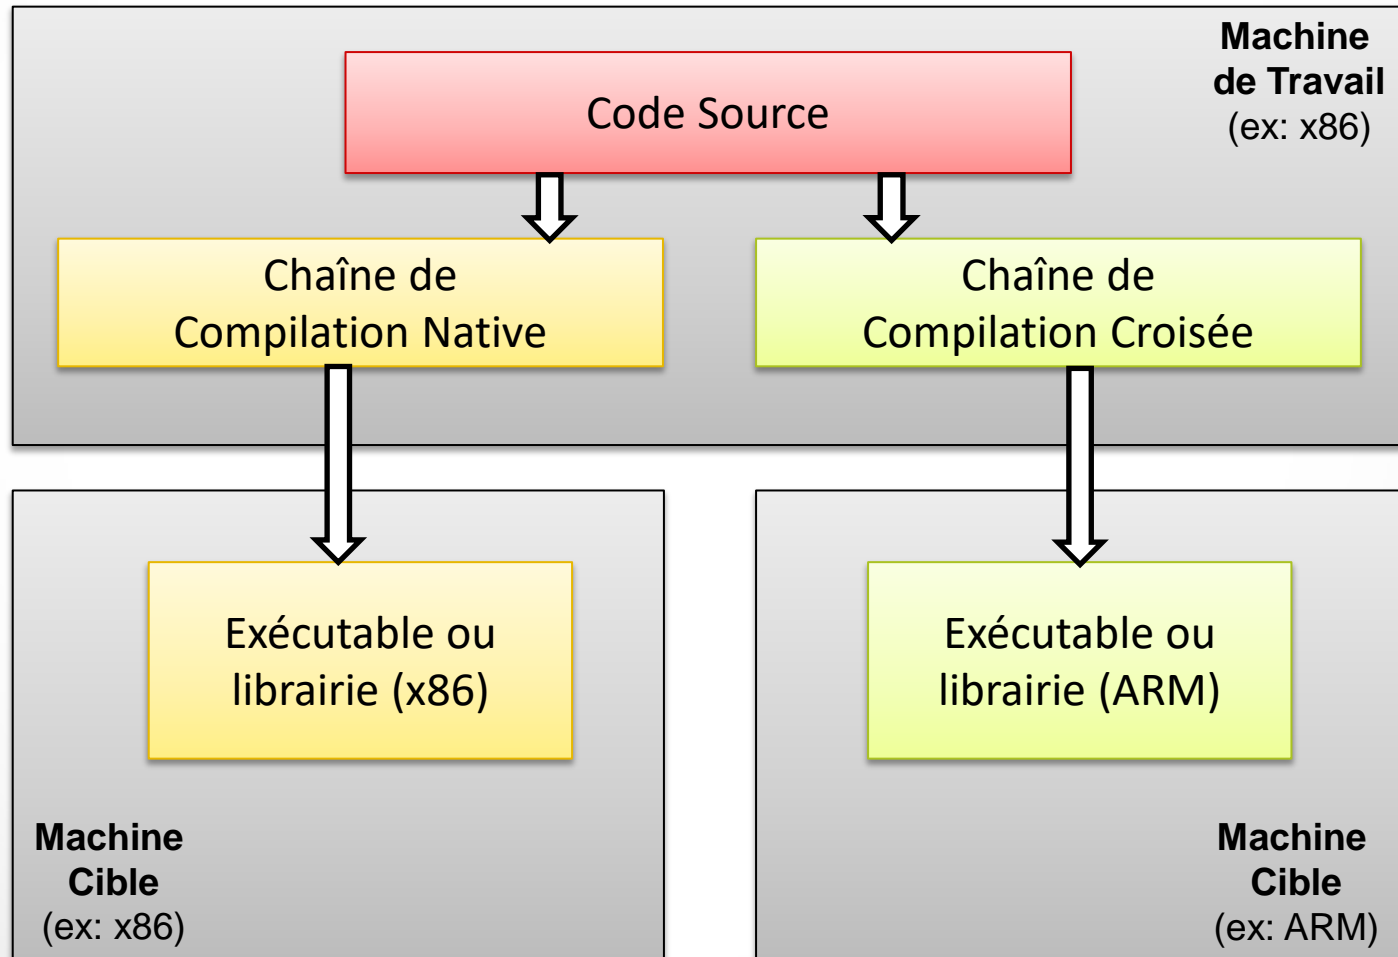 Machine
de Travail
(ex: x86)
Code Source
Chaîne de
Compilation Native
Chaîne de
Compilation Croisée
Exécutable ou
librairie (x86)
Exécutable ou
librairie (ARM)
Machine
Cible
(ex: x86)
Machine
Cible
(ex: ARM)